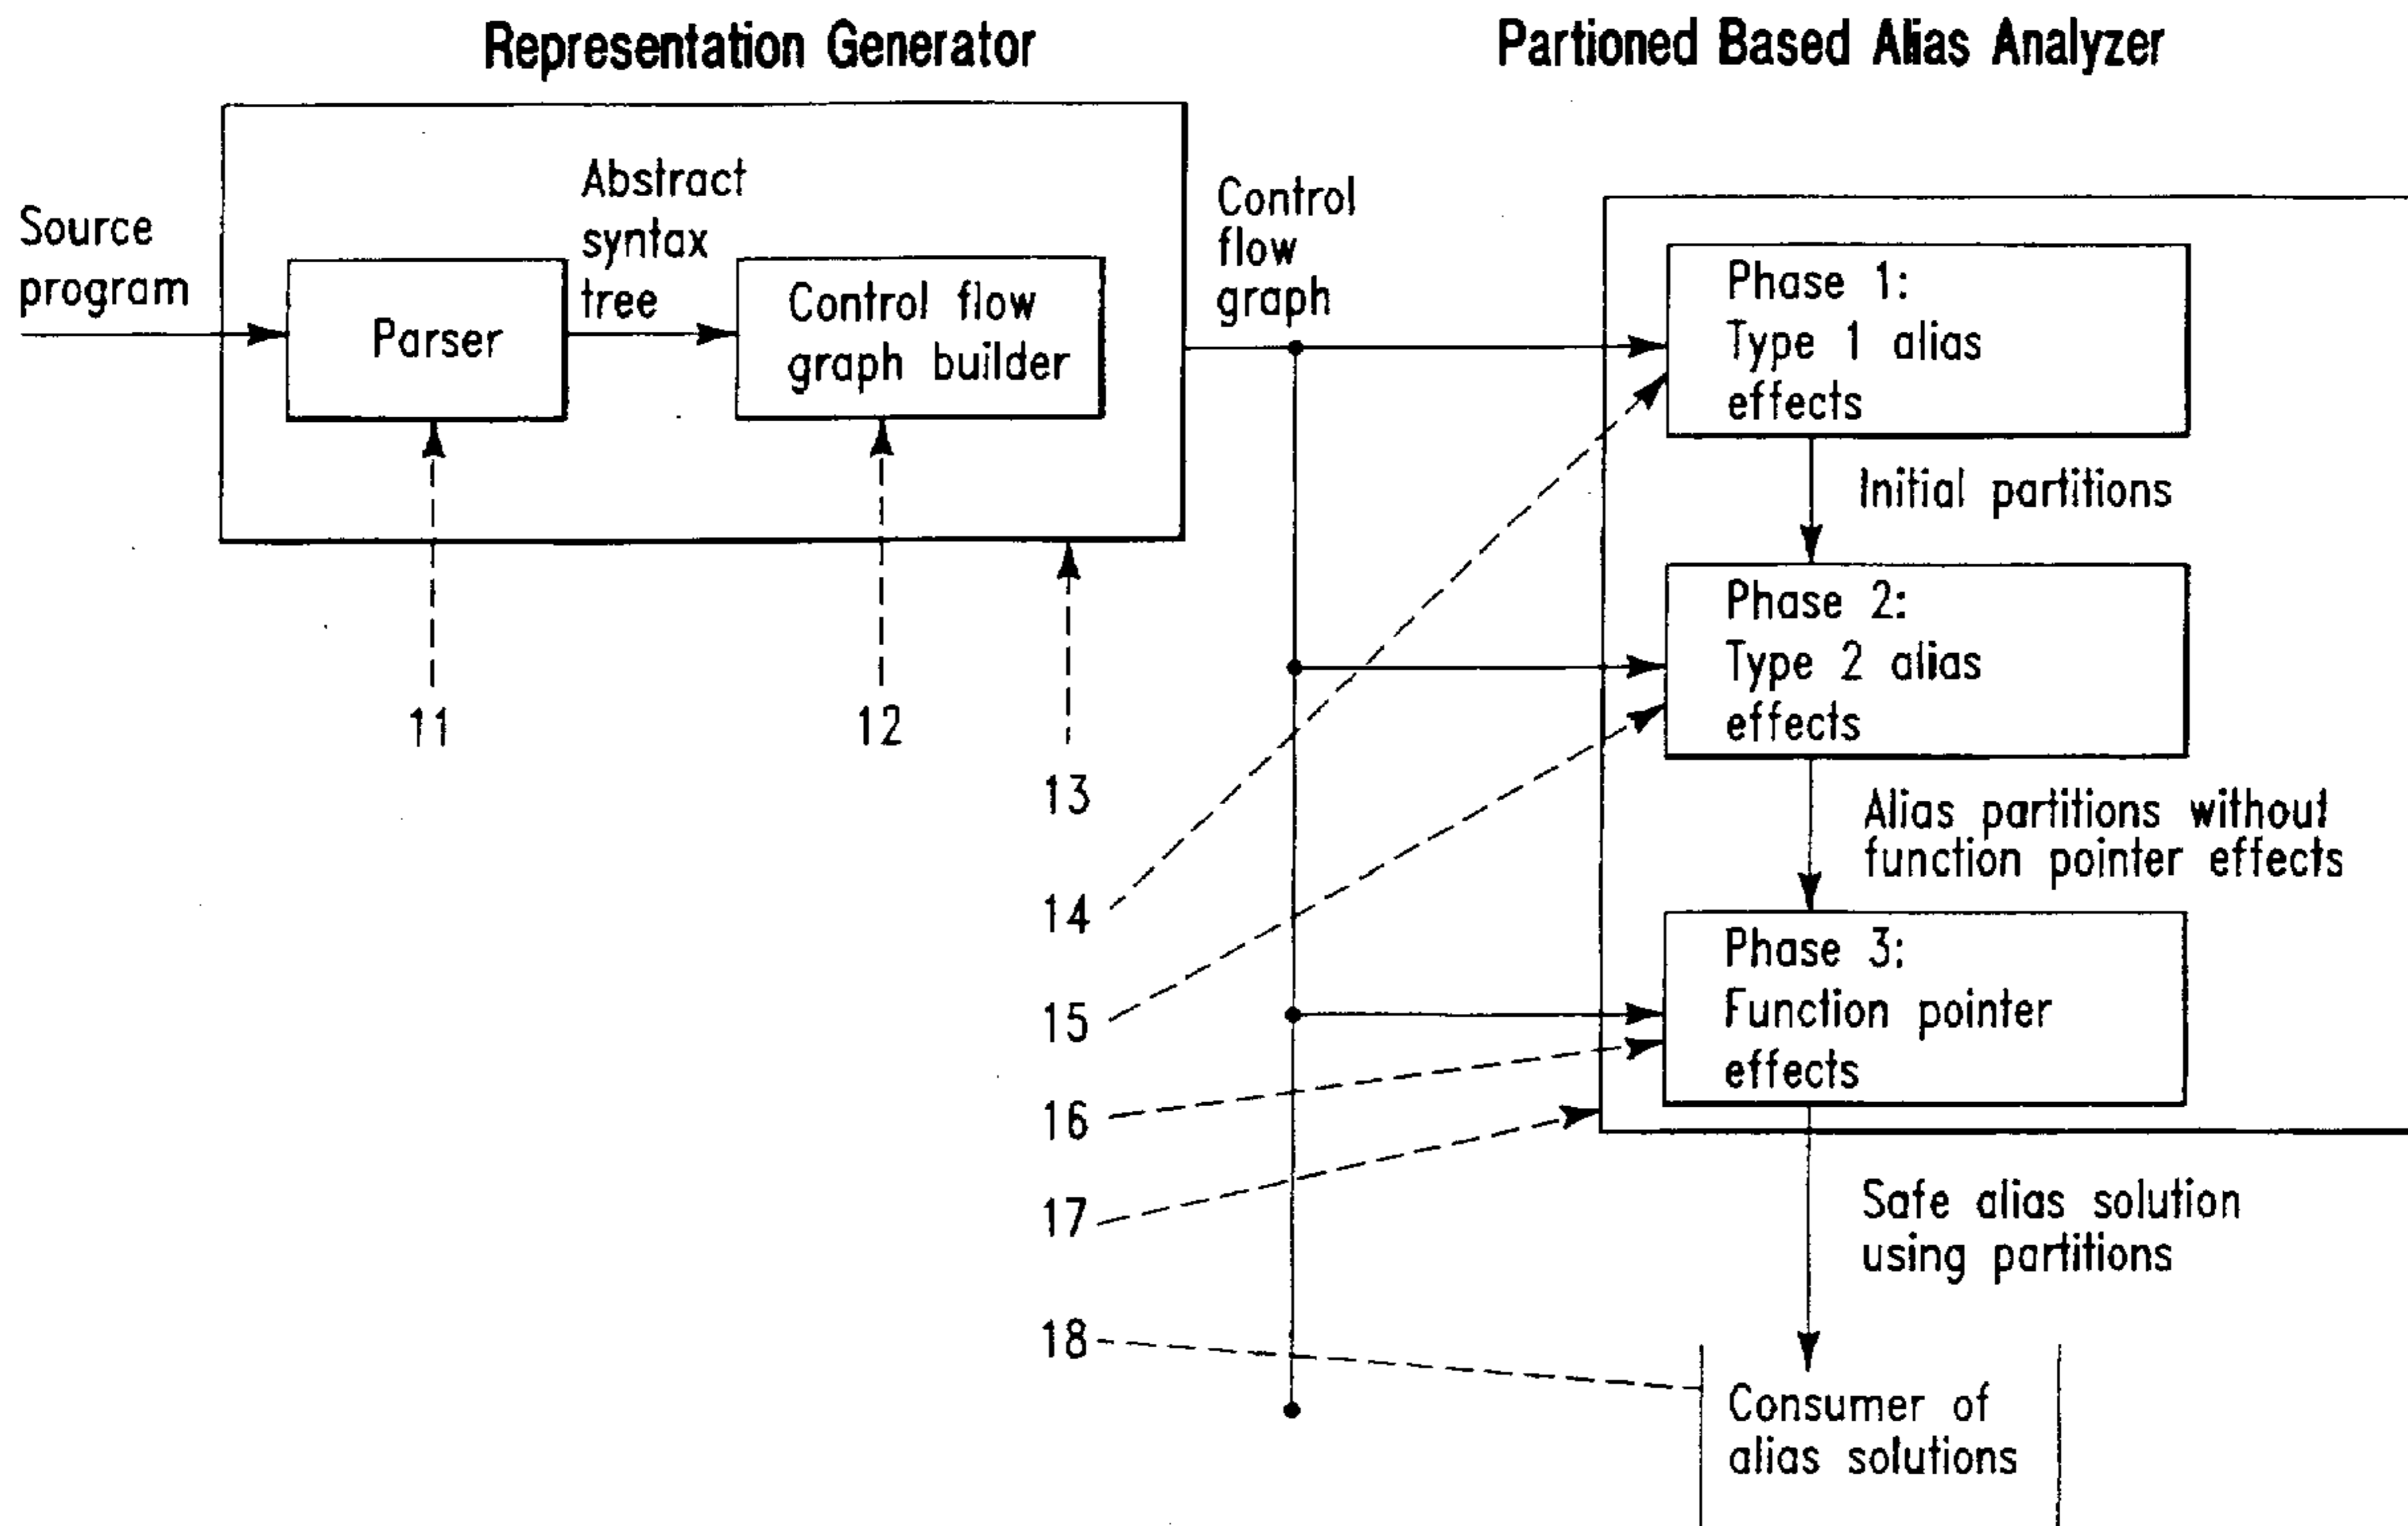 Representation Generator
Partioned Based Alias Analyzer
Source
program
Parser
Abstract
syntax
tree
Control flow
graph builder
Control
flow
graph
Phase 1:
Type 1 alias
effects
Initial partitions
Phase 2:
Type 2 alias
effects
Alias partitions without
function pointer effects
Phase 3:
Function pointer
effects
Safe alias solution
using partitions
Consumer of
alias solutions
11
12
13
14
15
16
17
18